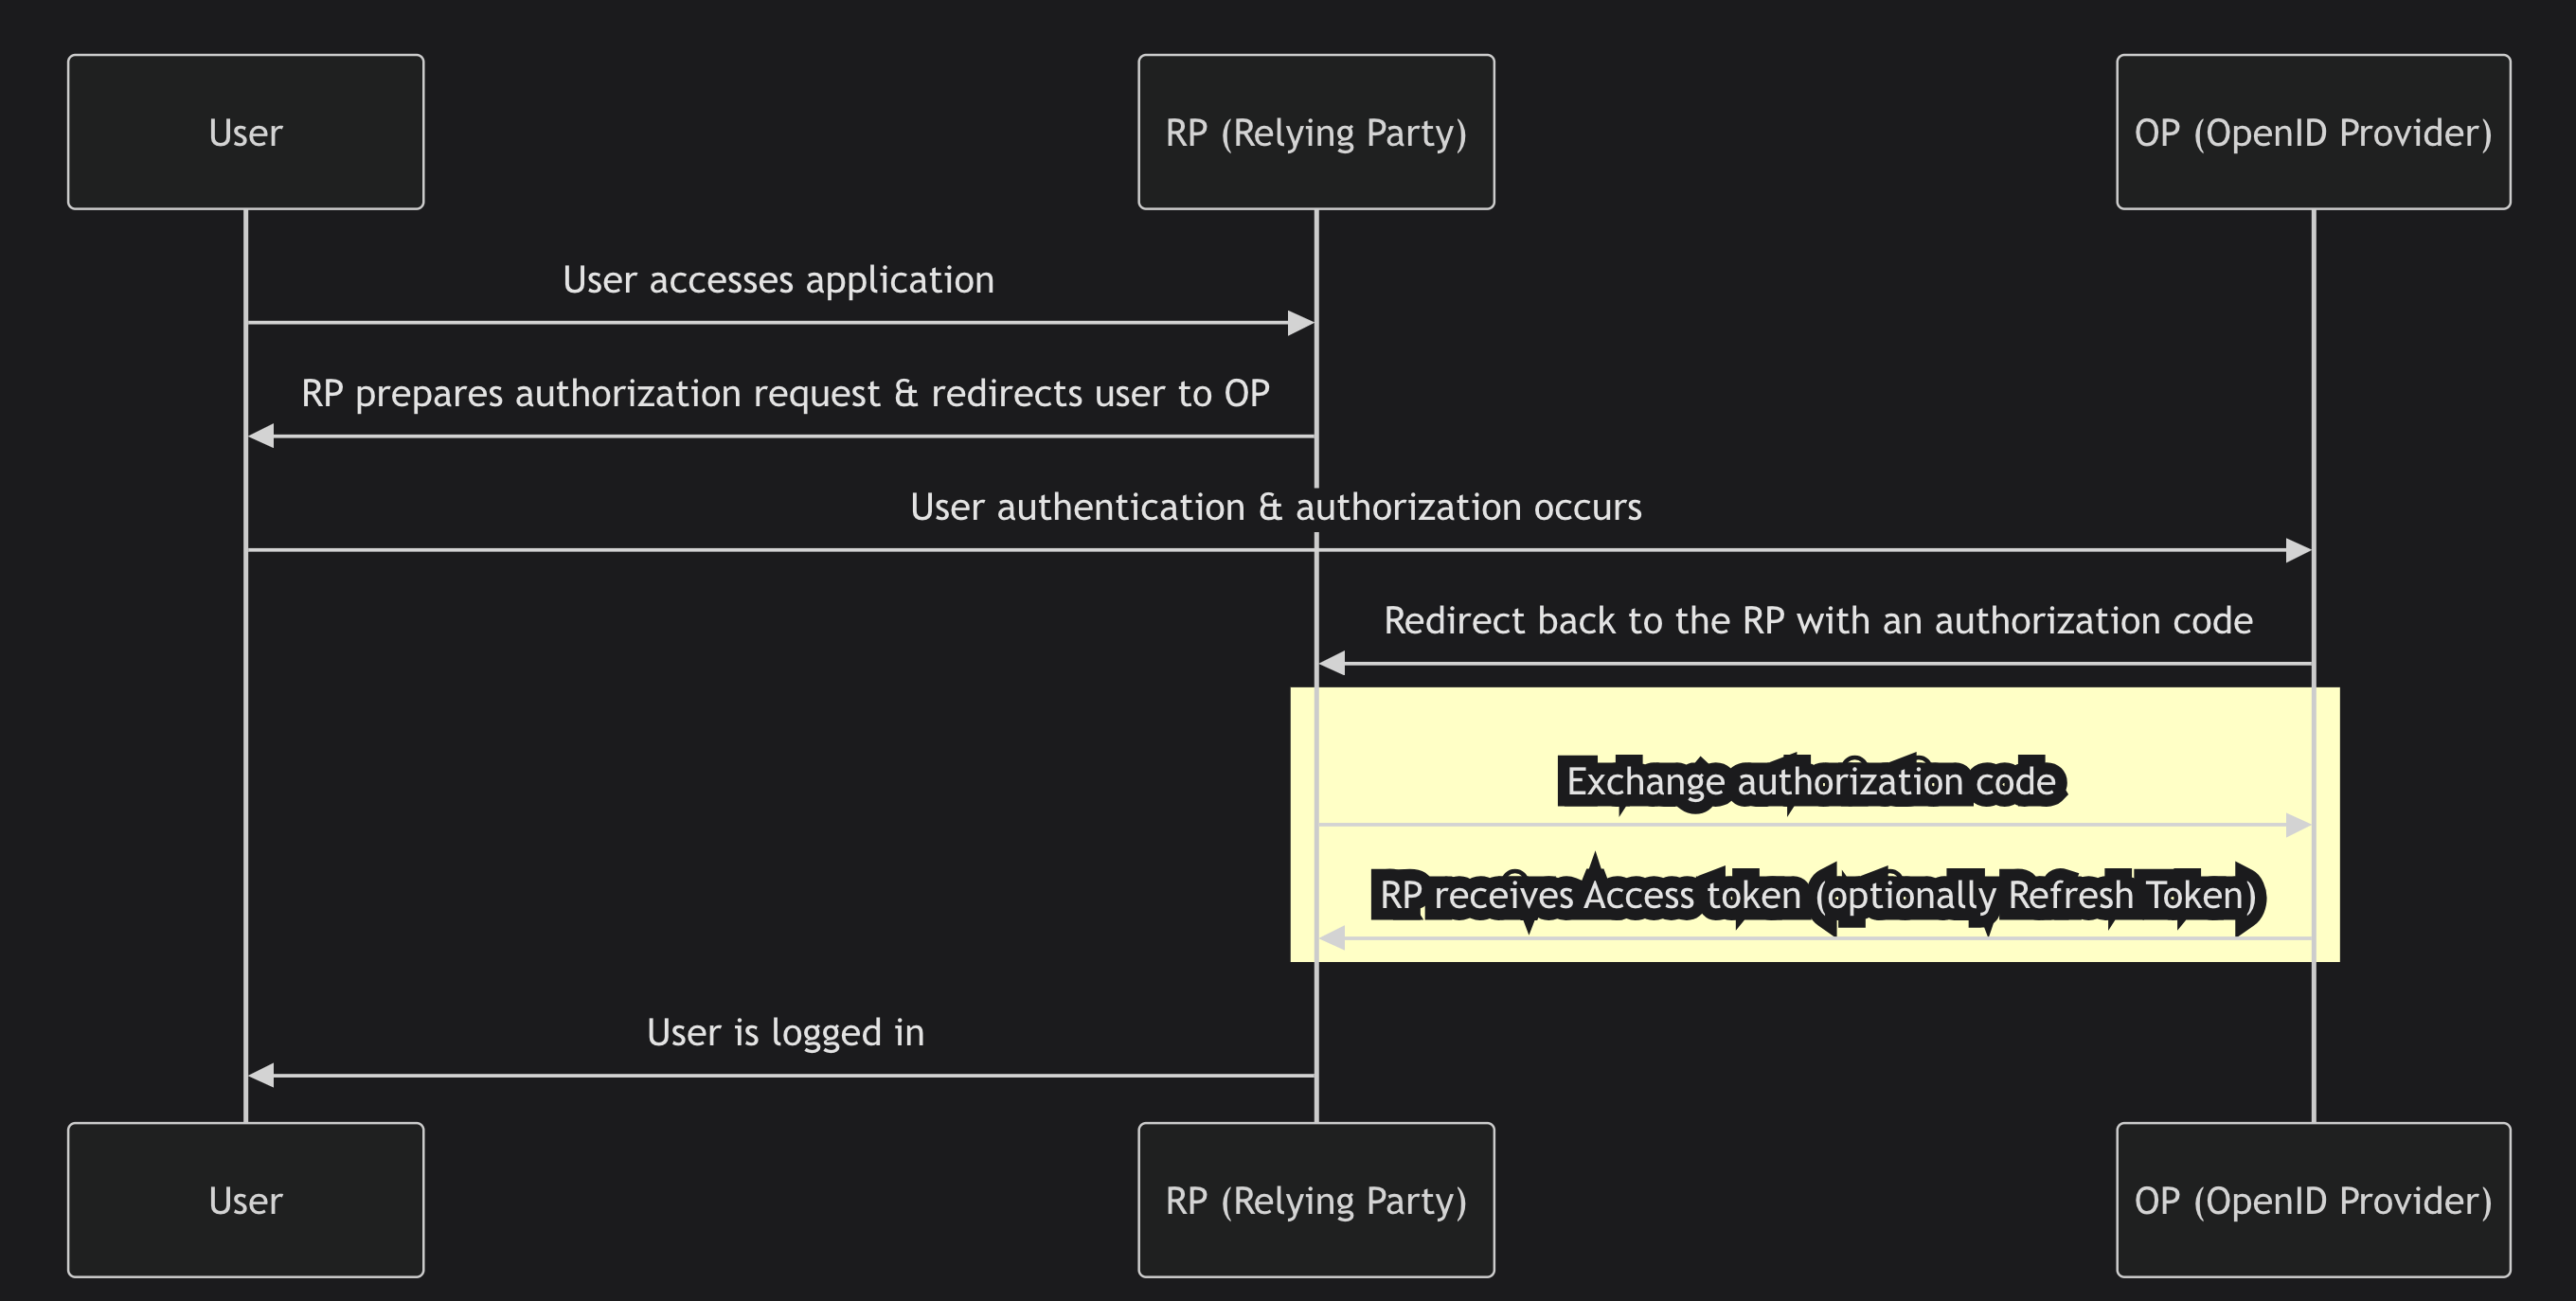 User
RP (Relying Party)
OP (OpenID Provider)
User accesses application
RP prepares authorization request & redirects user to OP
User authentication & authorization occurs
Redirect back to the RP with an authorization code
Exchange authorization code
RP receives Access token (optionally Refresh Token)
User is logged in
User
RP (Relying Party)
OP (OpenID Provider)